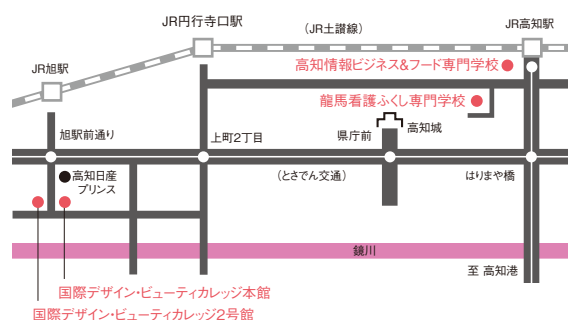 JR円行寺口駅
(JR土讃線)
JR高知駅
JR旭駅
高知情報ビジネス&フード専門学校
龍馬看護ふくし専門学校
旭駅前通り
上町2丁目
県庁前
高知城
高知日産
プリンス
(とさでん交通)
はりまや橋
鏡川
至 高知港
国際デザイン・ビューティカレッジ本館
国際デザイン・ビューティカレッジ2号館